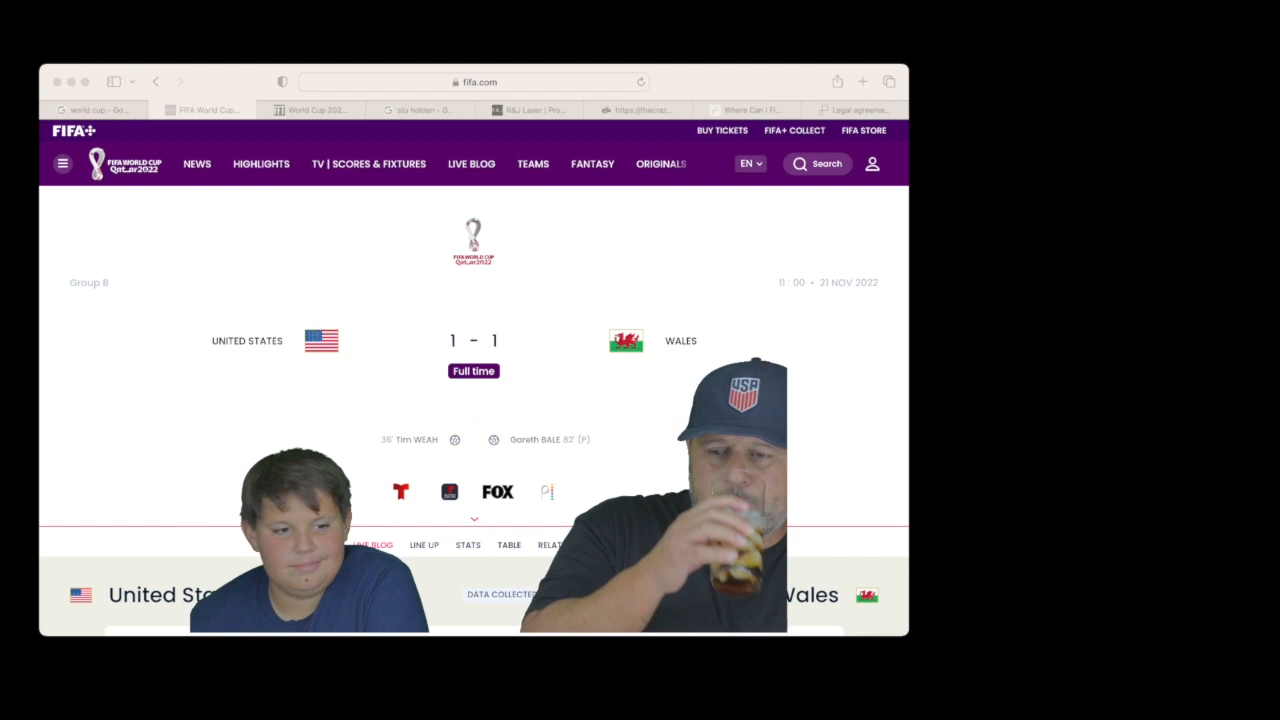 fifa.com
world cup - Go...
FIFA World Cup...
World Cup 202...
stu holden - G...
R&J Laser | Pro...
https://thecraz...
Where Can I Fi...
Legal agreeme...
FIFA+
BUY TICKETS
FIFA+ COLLECT
FIFA STORE
FIFA WORLD CUP
Qatar2022
NEWS
HIGHLIGHTS
TV | SCORES & FIXTURES
LIVE BLOG
TEAMS
FANTASY
ORIGINALS
EN
Search
FIFA WORLD CUP
Qatar2022
Group B
11 : 00 • 21 NOV 2022
UNITED STATES
1 - 1
WALES
Full time
USA
36' Tim WEAH
Gareth BALE 82' (P)
FOX
LIVE BLOG
LINE UP
STATS
TABLE
RELAT
United Sta
DATA COLLECTED
Wales